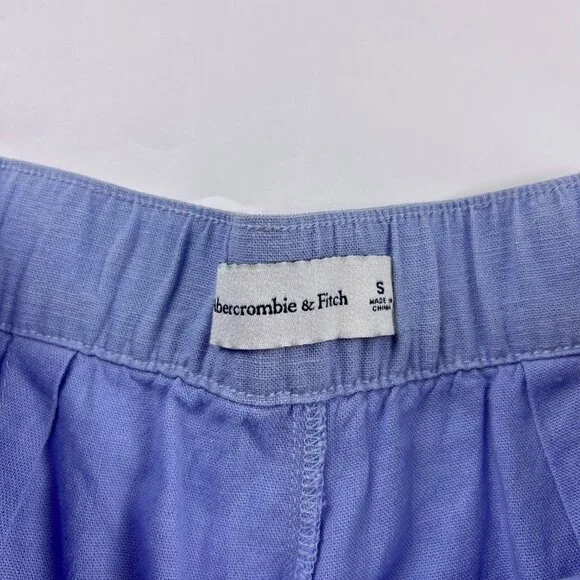 Abercrombie & Fitch
S
MADE IN
CHINA